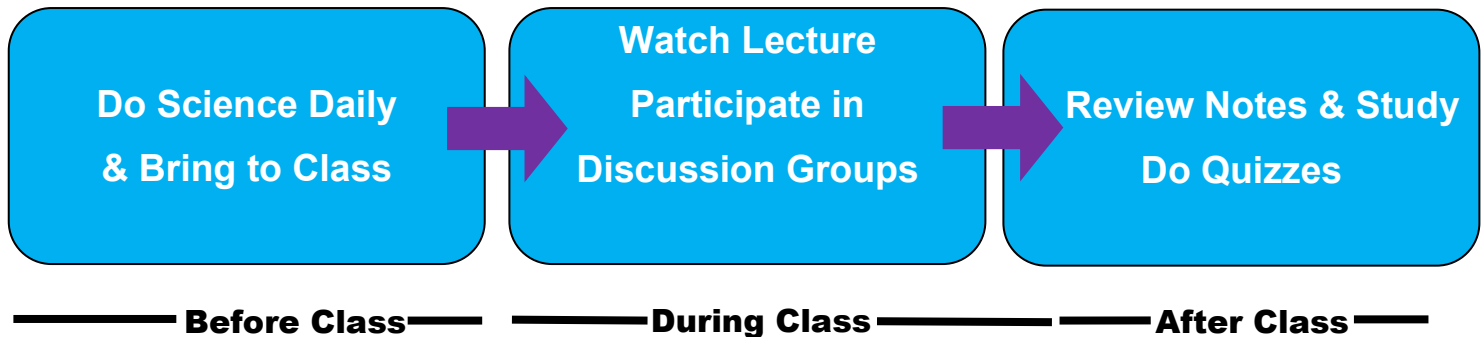 Do Science Daily
& Bring to Class
Watch Lecture
Participate in
Discussion Groups
Review Notes & Study
Do Quizzes
Before Class
During Class
After Class